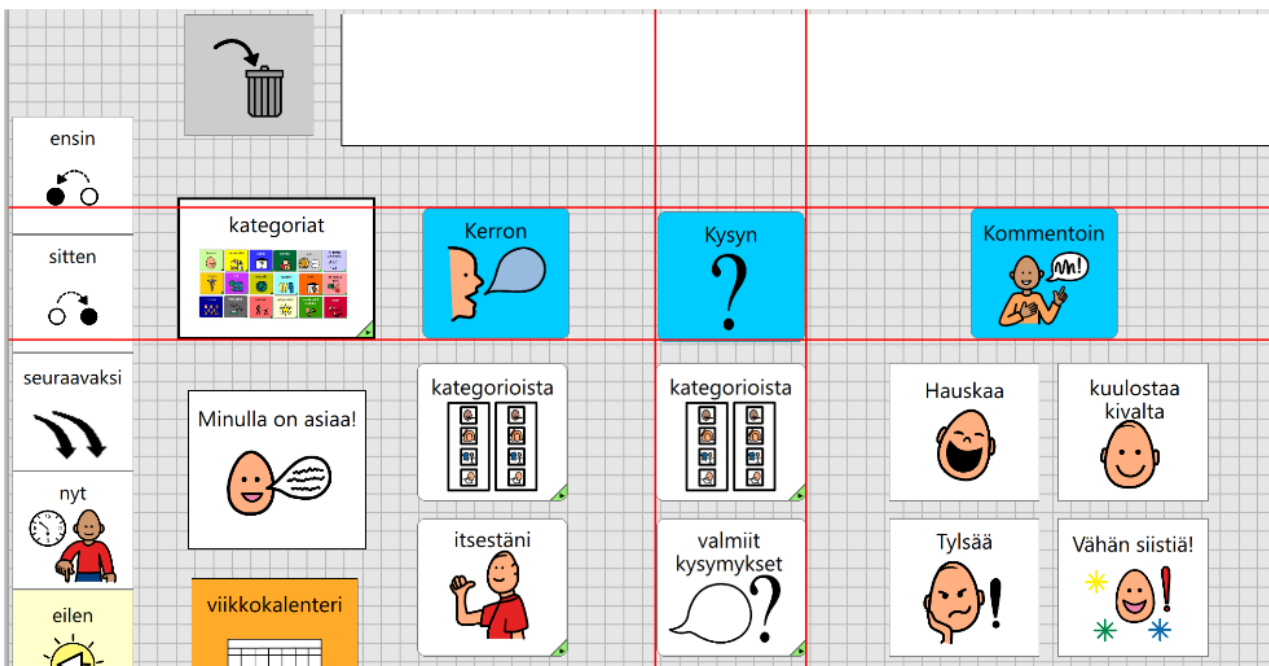 ensin
sitten
seuraavaksi
nyt
eilen
kategoriat
Minulla on asiaa!
viikkokalenteri
Kerron
kategorioista
itsestäni
Kysyn
?
kategorioista
valmiit
kysymykset
?
Kommentoin
Hauskaa
kuulostaa
kivalta
Tylsää
!
Vähän siistiä!
!